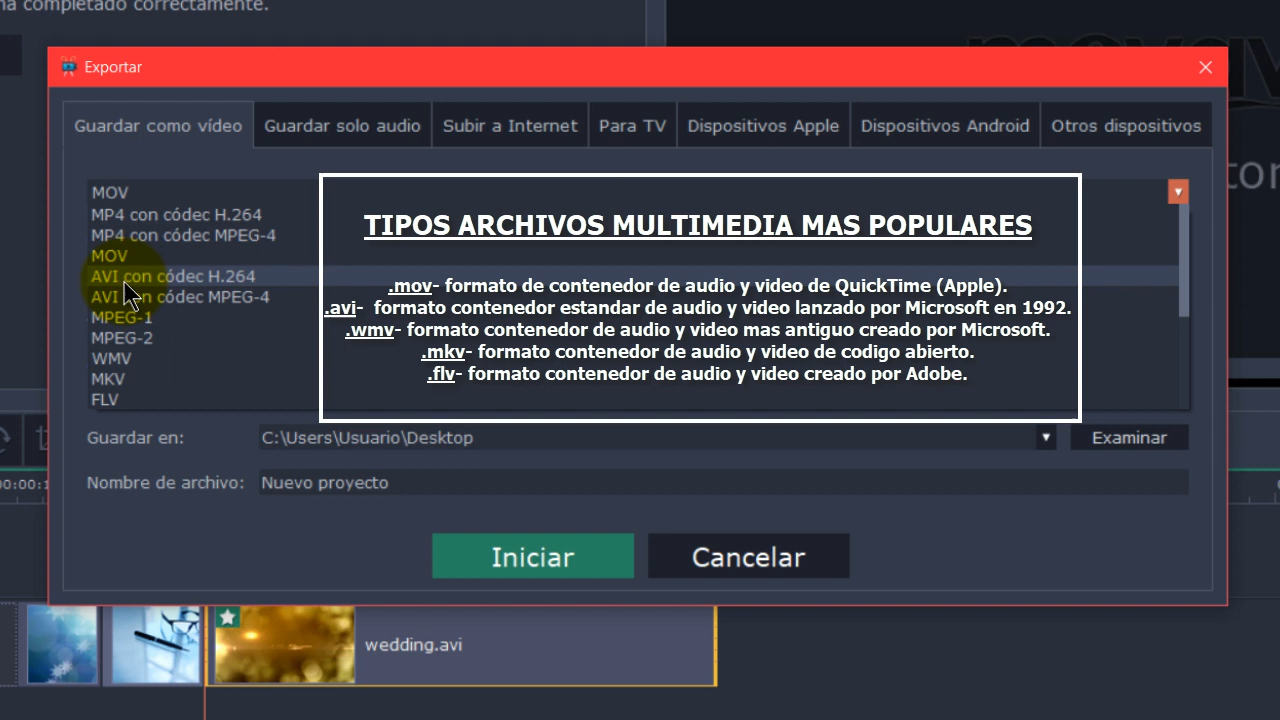 na completado correctamente.
Exportar
Guardar como vídeo
Guardar solo audio
Subir a Internet
Para TV
Dispositivos Apple
Dispositivos Android
Otros dispositivos
MOV
MP4 con códec H.264
MP4 con códec MPEG-4
MOV
AVI con códec H.264
AVI con códec MPEG-4
MPEG-1
MPEG-2
WMV
MKV
FLV
TIPOS ARCHIVOS MULTIMEDIA MAS POPULARES
.mov- formato de contenedor de audio y video de QuickTime (Apple).
.avi- formato contenedor estandar de audio y video lanzado por Microsoft en 1992.
.wmv- formato contenedor de audio y video mas antiguo creado por Microsoft.
.mkv- formato contenedor de audio y video de codigo abierto.
.flv- formato contenedor de audio y video creado por Adobe.
Guardar en:
C:\Users\Usuario\Desktop
Examinar
Nombre de archivo:
Nuevo proyecto
Iniciar
Cancelar
wedding.avi